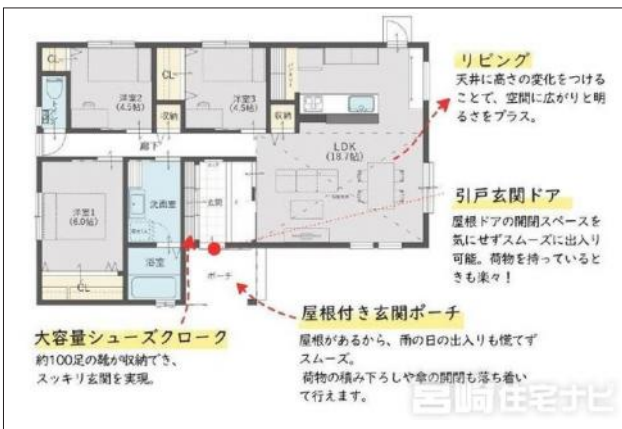 CL
洋室2
(4.5帖)
CL
洋室3
(4.5帖)
収納
収納
廊下
LDK
(18.7帖)
洋室1
(6.0帖)
CL
洗面室
浴室
玄関
ポーチ
リビング
天井に高さの変化をつける
ことで、空間に広がりと明
るさをプラス。
引戸玄関ドア
屋根ドアの開閉スペースを
気にせずスムーズに出入り
可能。荷物を持っていると
きも楽々！
屋根付き玄関ポーチ
屋根があるから、雨の日の出入りも慌てず
スムーズ。
荷物の積み下ろしや傘の開閉も落ち着い
て行えます。
大容量シューズクローク
約100足の靴が収納でき、
スッキリ玄関を実現。
宮崎住宅ナビ